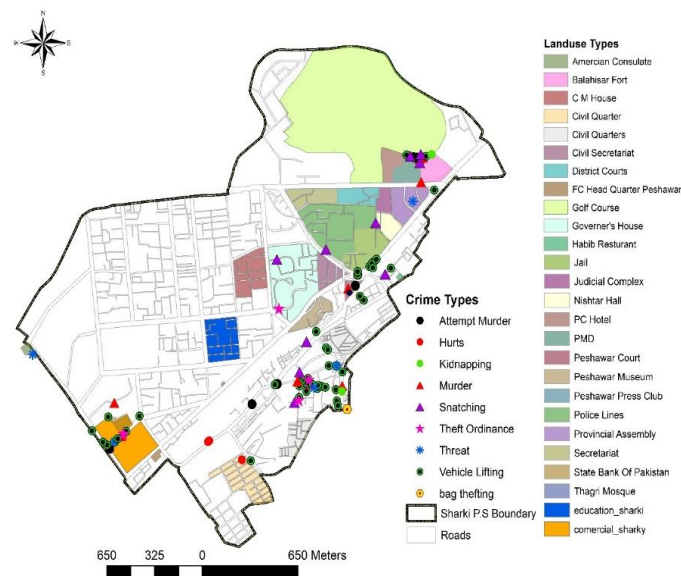 N
W E
S
Landuse Types
Amercian Consulate
Balahisar Fort
C M House
Civil Quarter
Civil Quarters
Civil Secretariat
District Courts
FC Head Quarter Peshawar
Golf Course
Governer's House
Habib Resturant
Jail
Judicial Complex
Nishtar Hall
PC Hotel
PMD
Peshawar Court
Peshawar Museum
Peshawar Press Club
Police Lines
Provincial Assembly
Secretariat
State Bank Of Pakistan
Thagri Mosque
education_sharki
comercial_sharky
Crime Types
Attempt Murder
Hurts
Kidnapping
Murder
Snatching
Theft Ordinance
Threat
Vehicle Lifting
bag thefting
Sharki P.S Boundary
Roads
650 325 0 650 Meters